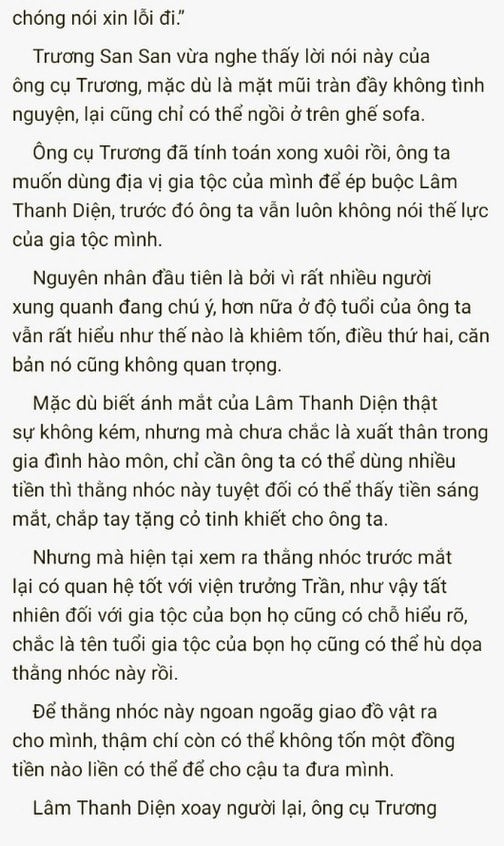 chóng nói xin lỗi đi.”
Trương San San vừa nghe thấy lời nói này của
ông cụ Trương, mặc dù là mặt mũi tràn đầy không tình
nguyện, lại cũng chỉ có thể ngồi ở trên ghế sofa.
Ông cụ Trương đã tính toán xong xuôi rồi, ông ta
muốn dùng địa vị gia tộc của mình để ép buộc Lâm
Thanh Diện, trước đó ông ta vẫn luôn không nói thế lực
của gia tộc mình.
Nguyên nhân đầu tiên là bởi vì rất nhiều người
xung quanh đang chú ý, hơn nữa ở độ tuổi của ông ta
vẫn rất hiểu như thế nào là khiêm tốn, điều thứ hai, căn
bản nó cũng không quan trọng.
Mặc dù biết ánh mắt của Lâm Thanh Diện thật
sự không kém, nhưng mà chưa chắc là xuất thân trong
gia đình hào môn, chỉ cần ông ta có thể dùng nhiều
tiền thì thằng nhóc này tuyệt đối có thể thấy tiền sáng
mắt, chắp tay tặng cỏ tinh khiết cho ông ta.
Nhưng mà hiện tại xem ra thằng nhóc trước mắt
lại có quan hệ tốt với viện trưởng Trần, như vậy tất
nhiên đối với gia tộc của bọn họ cũng có chỗ hiểu rõ,
chắc là tên tuổi gia tộc của bọn họ cũng có thể hù dọa
thằng nhóc này rồi.
Để thằng nhóc này ngoan ngoãg giao đồ vật ra
cho mình, thậm chí còn có thể không tốn một đồng
tiền nào liền có thể để cho cậu ta đưa mình.
Lâm Thanh Diện xoay người lại, ông cụ Trương